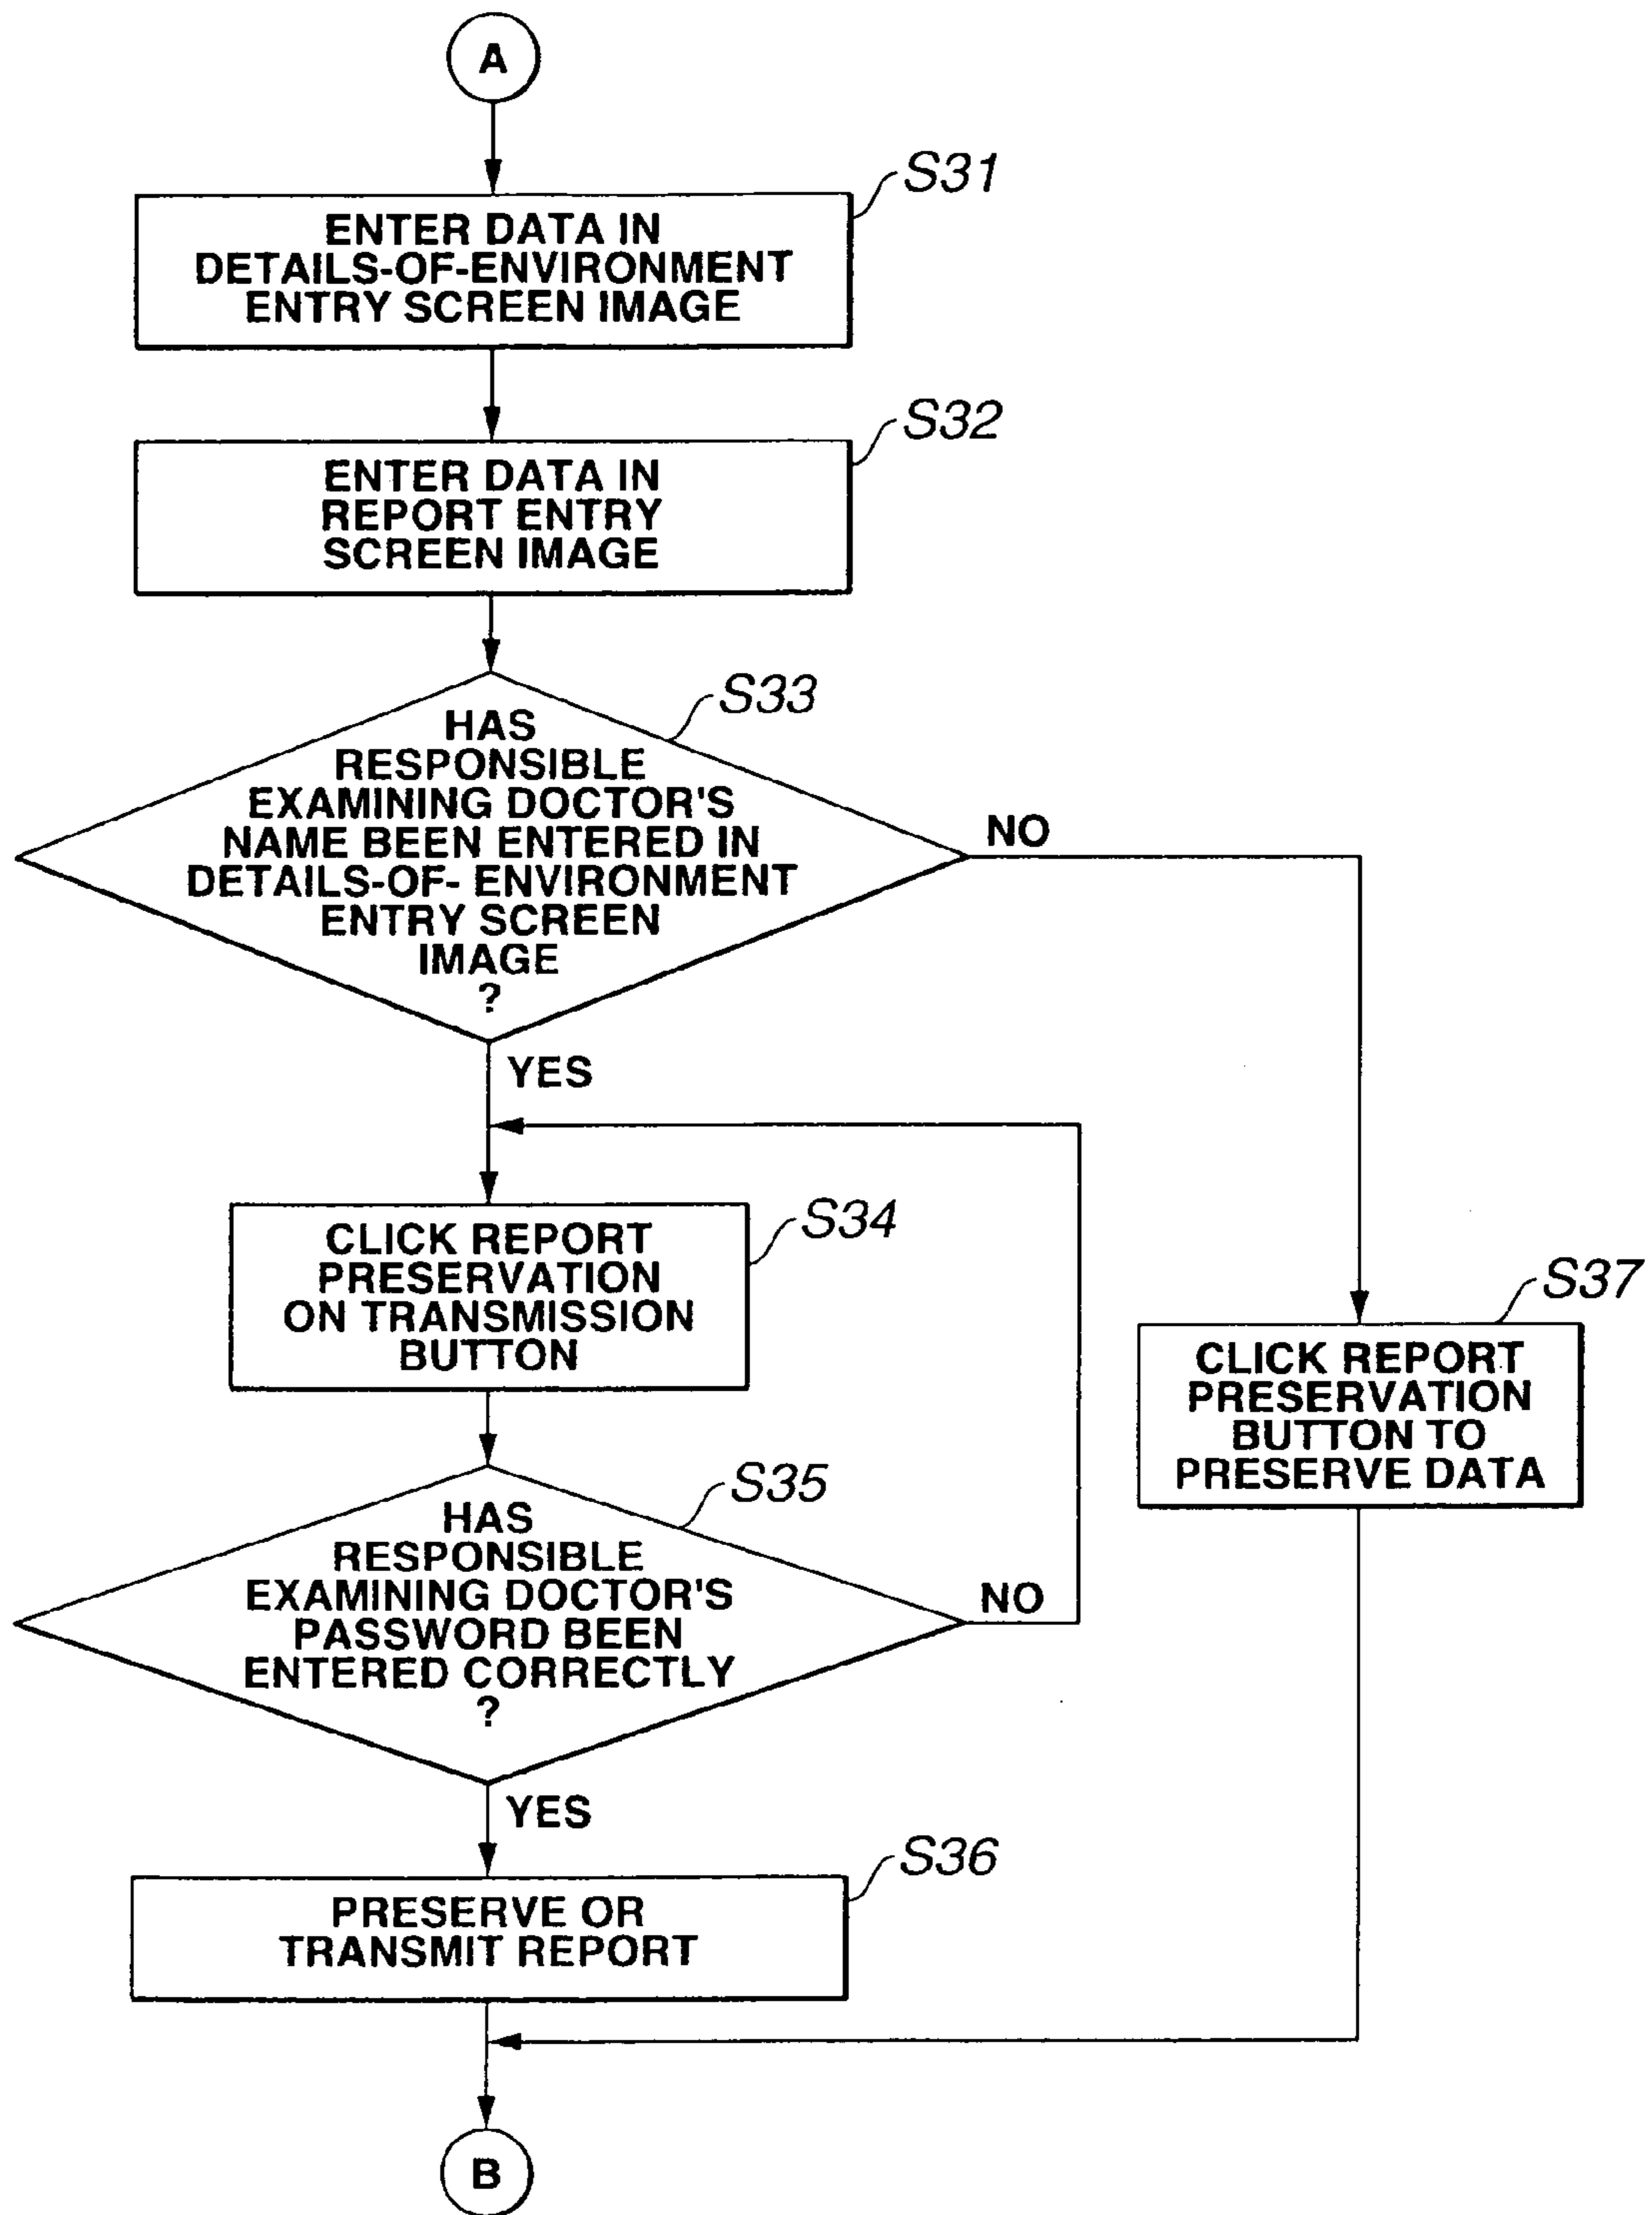 A
S31
ENTER DATA IN
DETAILS-OF-ENVIRONMENT
ENTRY SCREEN IMAGE
S32
ENTER DATA IN
REPORT ENTRY
SCREEN IMAGE
S33
HAS
RESPONSIBLE
EXAMINING DOCTOR'S
NAME BEEN ENTERED IN
DETAILS-OF- ENVIRONMENT
ENTRY SCREEN
IMAGE
?
NO
YES
S34
CLICK REPORT
PRESERVATION
ON TRANSMISSION
BUTTON
S37
CLICK REPORT
PRESERVATION
BUTTON TO
PRESERVE DATA
S35
HAS
RESPONSIBLE
EXAMINING DOCTOR'S
PASSWORD BEEN
ENTERED CORRECTLY
?
NO
YES
S36
PRESERVE OR
TRANSMIT REPORT
B